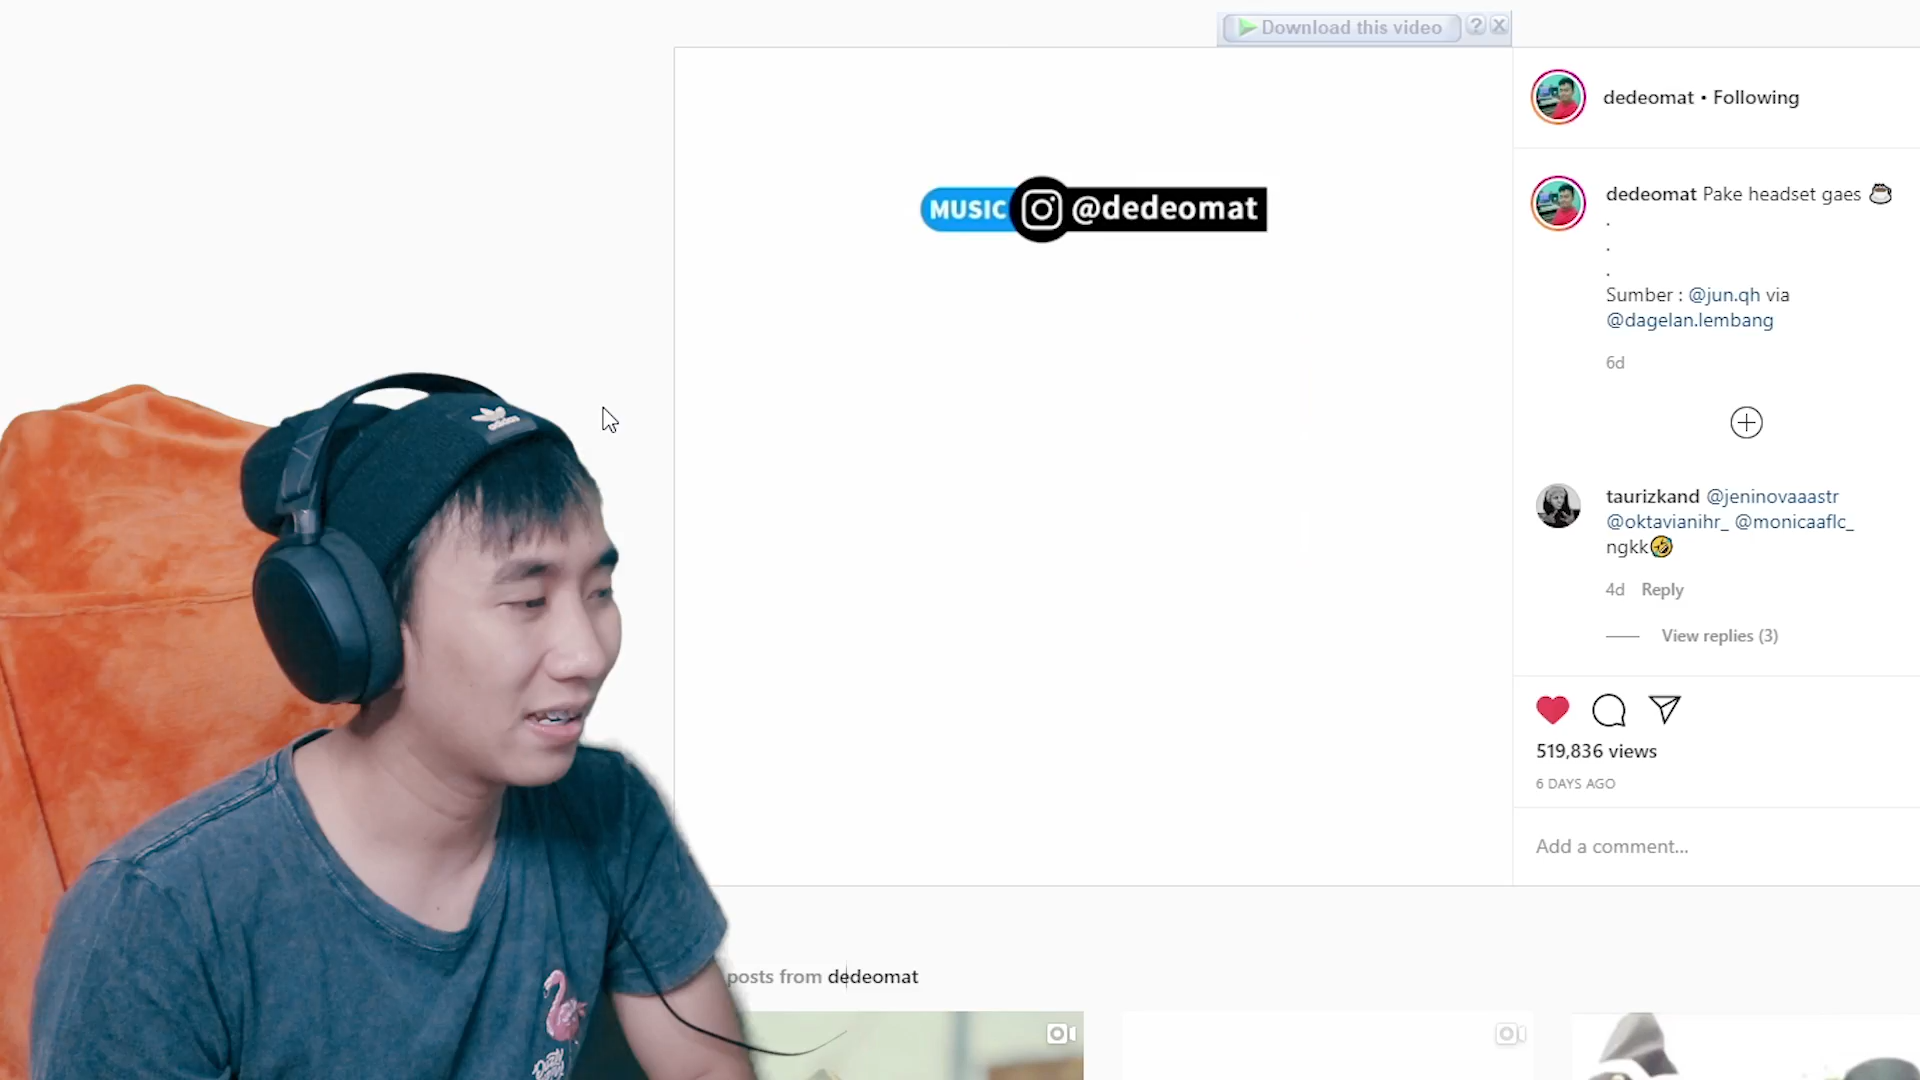 Download this video ? X
MUSIC @dedeomat
dedeomat • Following
dedeomat Pake headset gaes
.
.
.
Sumber : @jun.qh via
@dagelan.lembang
6d
taurizkand @jeninovaaastr
@oktavianihr_ @monicaaflc_
ngkk
4d Reply
View replies (3)
519,836 views
6 DAYS AGO
Add a comment...
posts from dedeomat
adidas